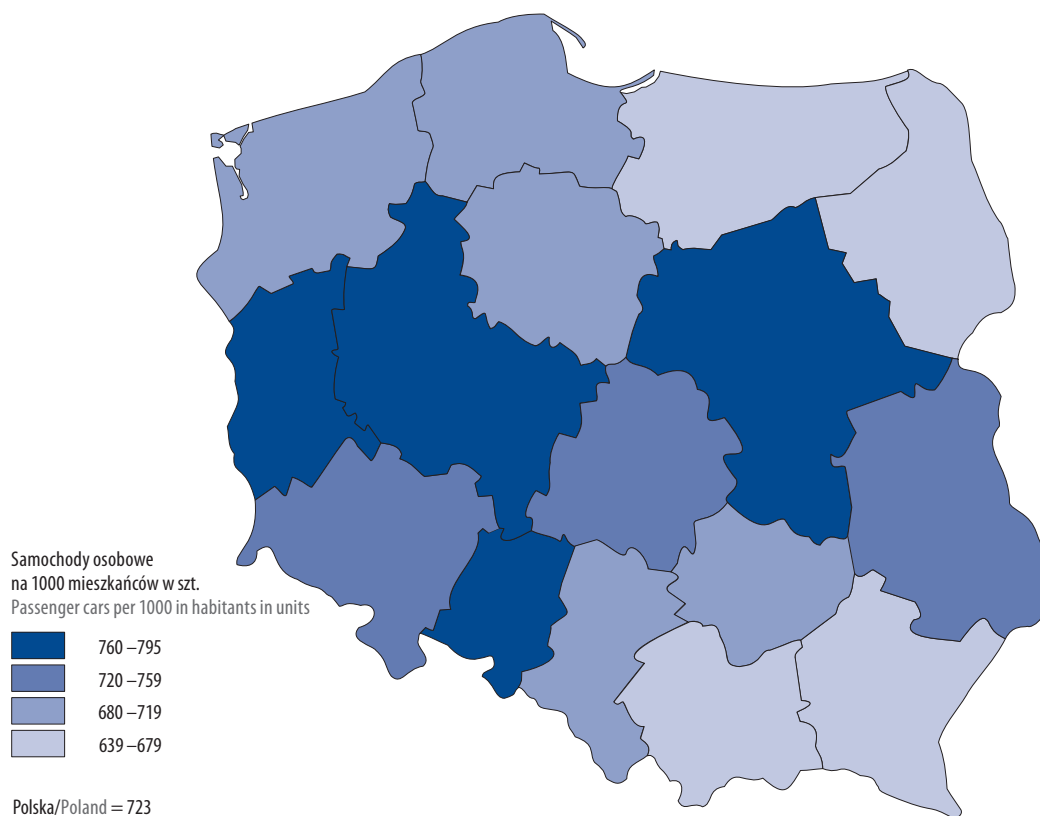 Samochody osobowe
na 1000 mieszkańców w szt.
Passenger cars per 1000 in habitants in units
760 –795
720 –759
680 –719
639 –679
Polska/Poland = 723